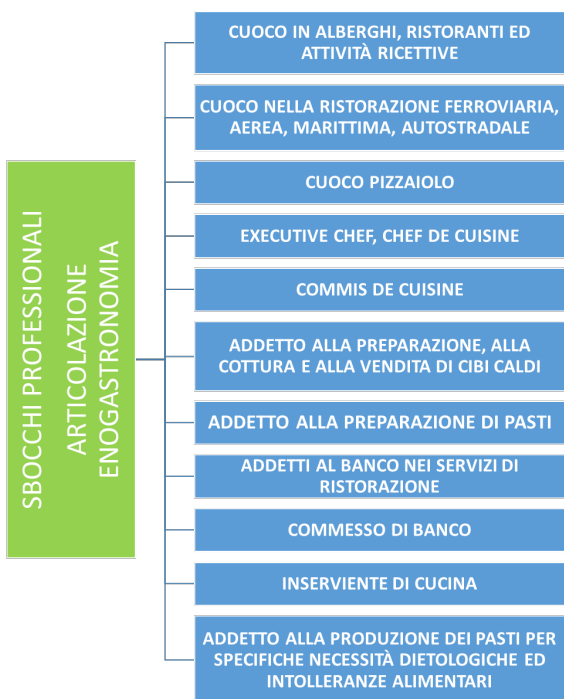 SBOCCHI PROFESSIONALI
ARTICOLAZIONE
ENOGASTRONOMIA
CUOCO IN ALBERGHI, RISTORANTI ED
ATTIVITÀ RICETTIVE
CUOCO NELLA RISTORAZIONE FERROVIARIA,
AEREA, MARITTIMA, AUTOSTRADALE
CUOCO PIZZAIOLO
EXECUTIVE CHEF, CHEF DE CUISINE
COMMIS DE CUISINE
ADDETTO ALLA PREPARAZIONE, ALLA
COTTURA E ALLA VENDITA DI CIBI CALDI
ADDETTO ALLA PREPARAZIONE DI PASTI
ADDETTI AL BANCO NEI SERVIZI DI
RISTORAZIONE
COMMESSO DI BANCO
INSERVIENTE DI CUCINA
ADDETTO ALLA PRODUZIONE DEI PASTI PER
SPECIFICHE NECESSITÀ DIETOLOGICHE ED
INTOLLERANZE ALIMENTARI